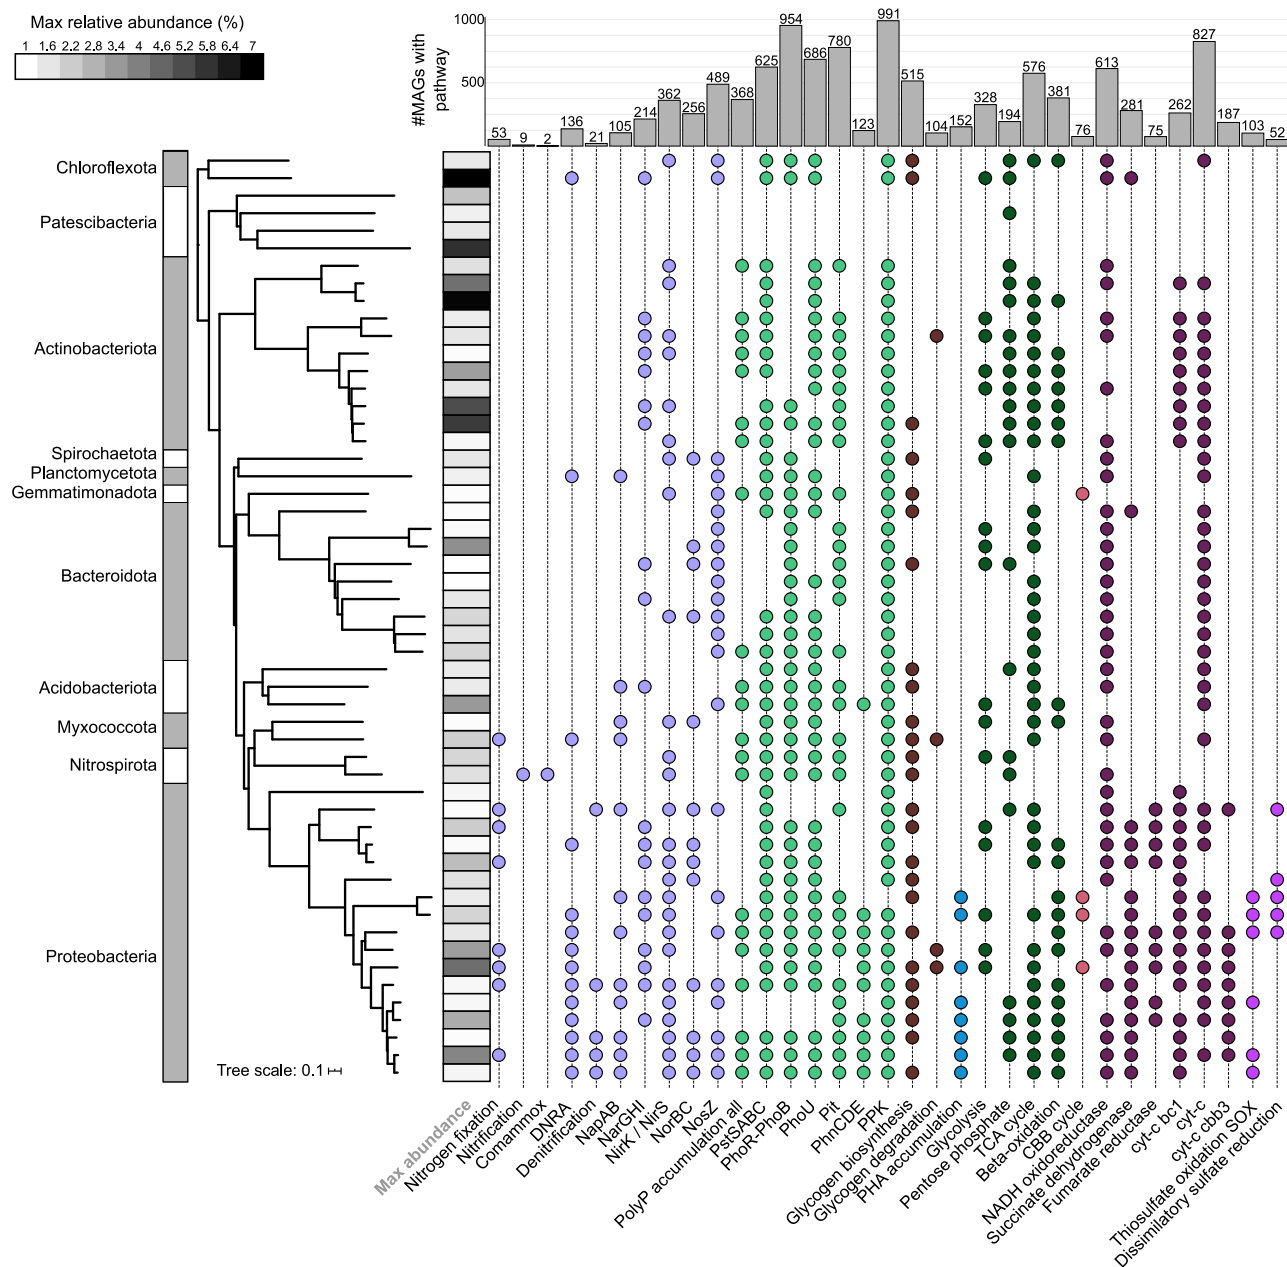 Max relative abundance (%)
1 1.6 2.2 2.8 3.4 4 4.6 5.2 5.8 6.4 7
#MAGs with
pathway
1000
500
53 9 2 136 21 105 214 362 256 489 368 625 954 686 780 123 991 515 104 152 328 194 576 381 76 613 281 75 262 827 187 103 52
Chloroflexota
Patescibacteria
Actinobacteriota
Spirochaetota
Planctomycetota
Gemmatimonadota
Bacteroidota
Acidobacteriota
Myxococcota
Nitrospirota
Proteobacteria
Tree scale: 0.1
Max abundance
Nitrogen fixation
Nitrification
Comammox
DNRA
Denitrification
NapAB
NarGHI
NirK / NirS
NorBC
NosZ
PolyP accumulation all
PstSABC
PhoR-PhoB
PhoU
Pit
PhnCDE
PPK
Glycogen biosynthesis
Glycogen degradation
PHA accumulation
Glycolysis
Pentose phosphate
TCA cycle
Beta-oxidation
CBB cycle
NADH oxidoreductase
Succinate dehydrogenase
Fumarate reductase
cyt-c bc1
cyt-c
cyt-c cbb3
Thiosulfate oxidation SOX
Dissimilatory sulfate reduction